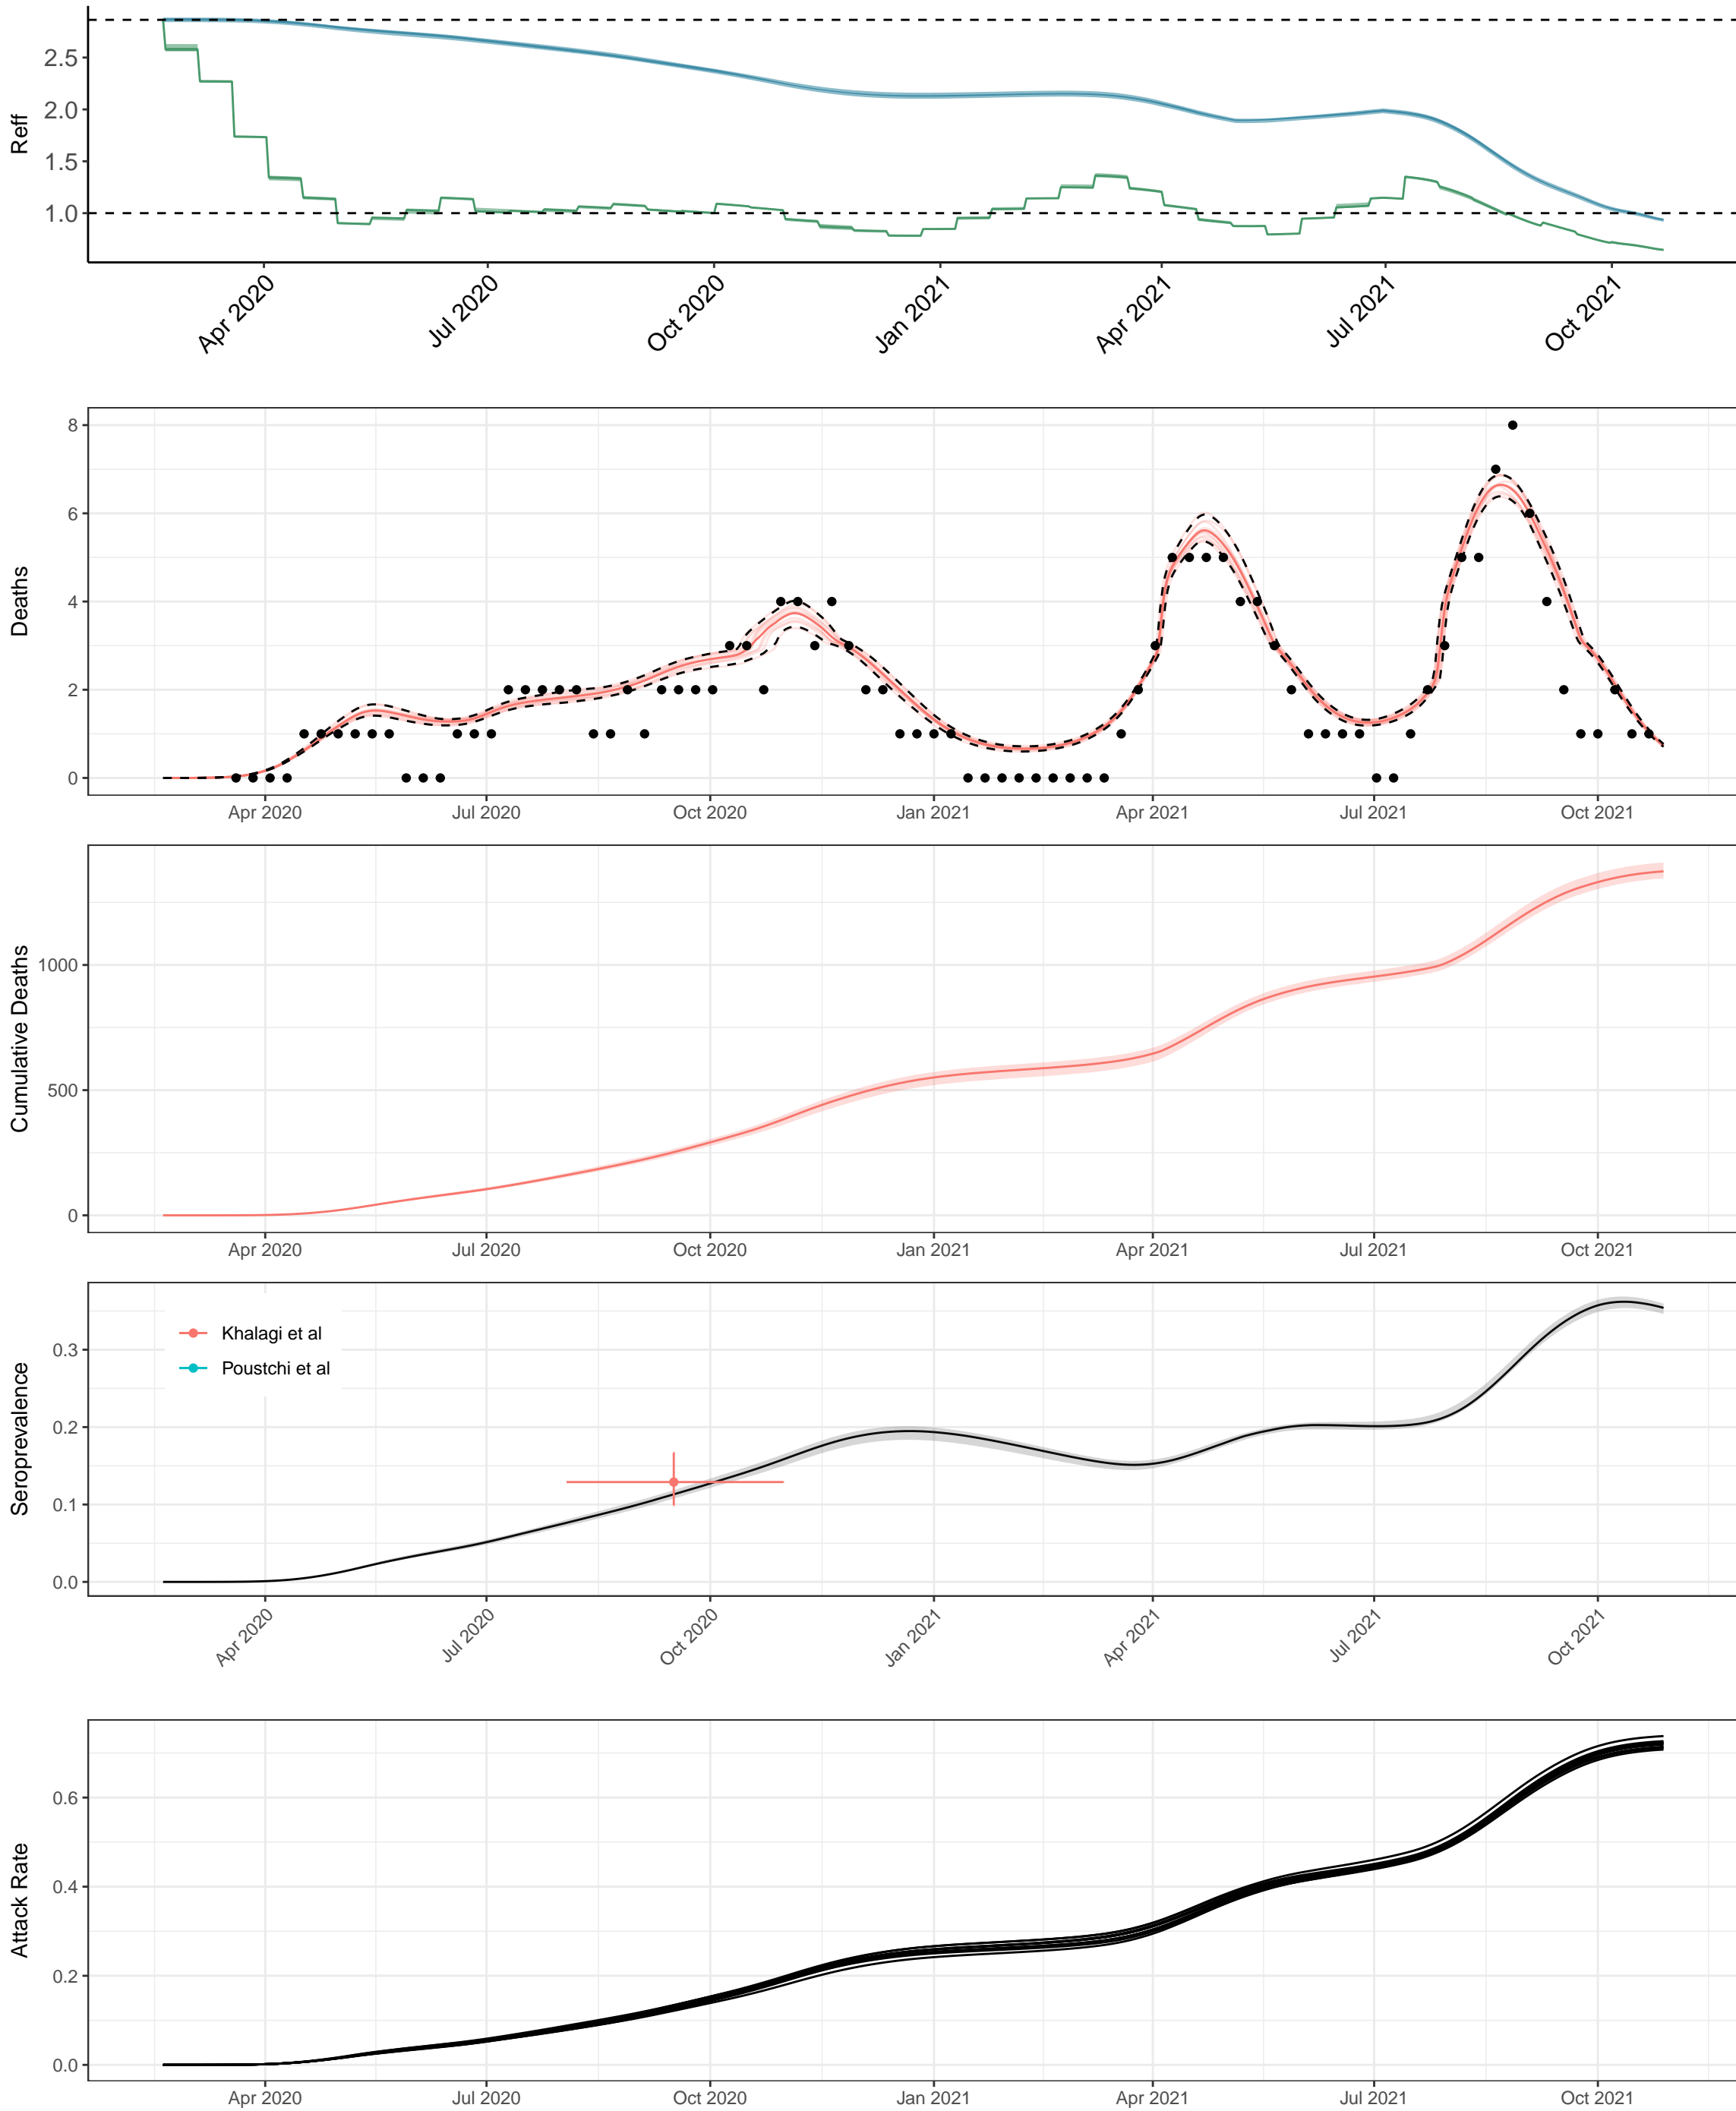 Reff
2.5
2.0
1.5
1.0
Apr 2020
Jul 2020
Oct 2020
Jan 2021
Apr 2021
Jul 2021
Oct 2021
Deaths
8
6
4
2
0
Apr 2020
Jul 2020
Oct 2020
Jan 2021
Apr 2021
Jul 2021
Oct 2021
Cumulative Deaths
1000
500
0
Apr 2020
Jul 2020
Oct 2020
Jan 2021
Apr 2021
Jul 2021
Oct 2021
Seroprevalence
0.3
0.2
0.1
0.0
Khalagi et al
Poustchi et al
Apr 2020
Jul 2020
Oct 2020
Jan 2021
Apr 2021
Jul 2021
Oct 2021
Attack Rate
0.6
0.4
0.2
0.0
Apr 2020
Jul 2020
Oct 2020
Jan 2021
Apr 2021
Jul 2021
Oct 2021